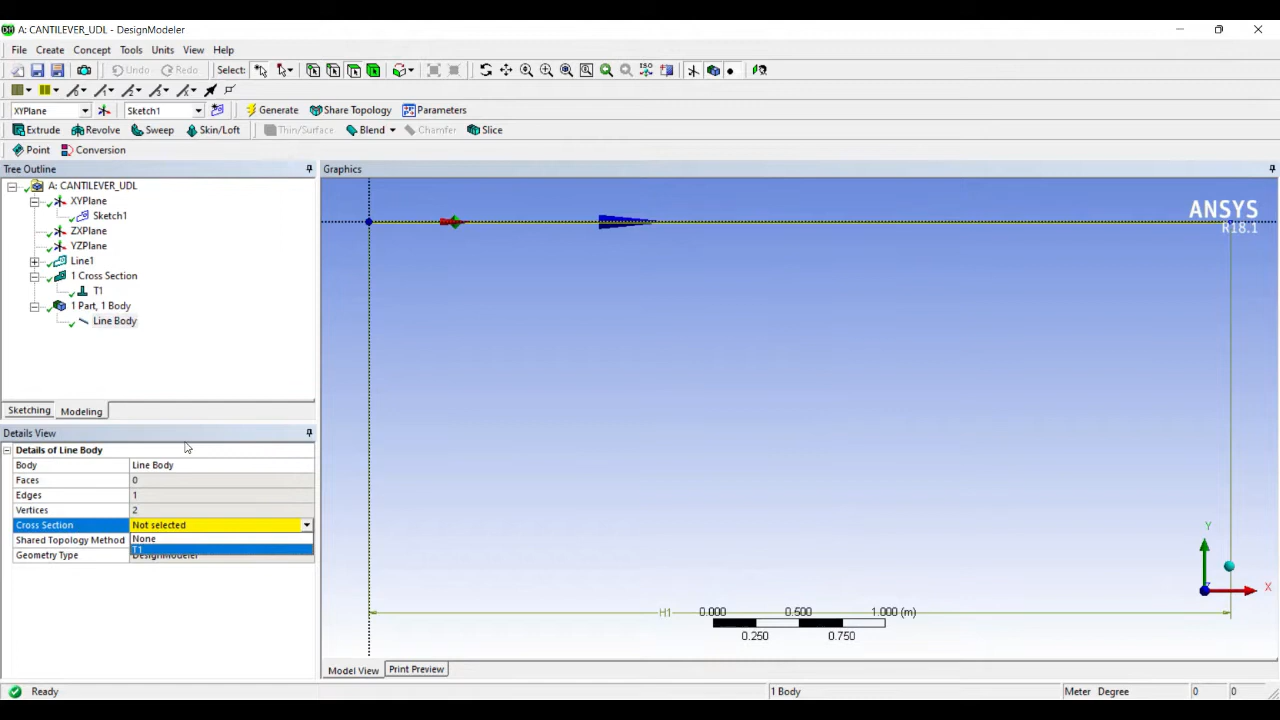 A: CANTILEVER_UDL - DesignModeler
File Create Concept Tools Units View Help
Undo Redo Select:
XYPlane Sketch1 Generate Share Topology Parameters
Extrude Revolve Sweep Skin/Loft Thin/Surface Blend Chamfer Slice
Point Conversion
Tree Outline
A: CANTILEVER_UDL
XYPlane
Sketch1
ZXPlane
YZPlane
Line1
1 Cross Section
T1
1 Part, 1 Body
Line Body
Sketching Modeling
Details View
Details of Line Body
Body Line Body
Faces 0
Edges 1
Vertices 2
Cross Section Not selected
None
Shared Topology Method T1
Geometry Type DesignModeler
Graphics
ANSYS
R18.1
Y
X
H1
0.000 0.500 1.000 (m)
0.250 0.750
Model View Print Preview
Ready 1 Body Meter Degree 0 0